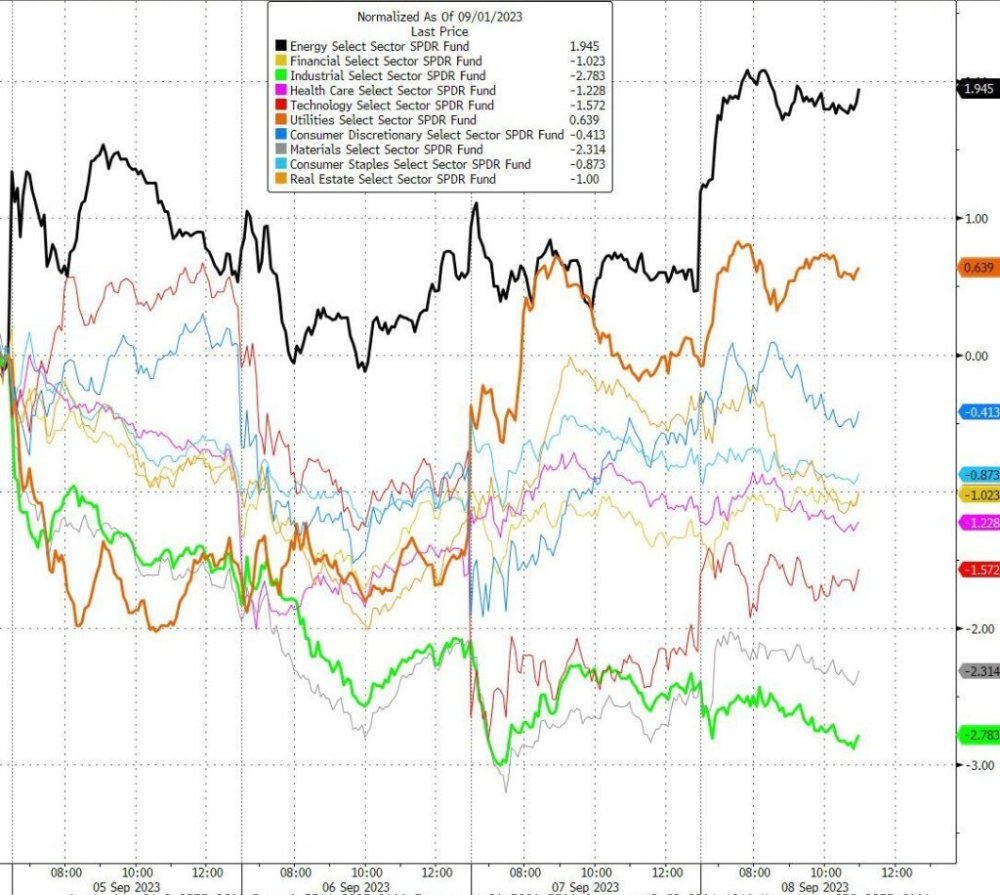 Normalized As Of 09/01/2023
Last Price
Energy Select Sector SPDR Fund 1.945
Financial Select Sector SPDR Fund -1.023
Industrial Select Sector SPDR Fund -2.783
Health Care Select Sector SPDR Fund -1.228
Technology Select Sector SPDR Fund -1.572
Utilities Select Sector SPDR Fund 0.639
Consumer Discretionary Select Sector SPDR Fund -0.413
Materials Select Sector SPDR Fund -2.314
Consumer Staples Select Sector SPDR Fund -0.873
Real Estate Select Sector SPDR Fund -1.00
1.945
1.00
0.639
0.00
-0.413
-0.873
-1.023
-1.228
-1.572
-2.00
-2.314
-2.783
-3.00
08:00 10:00 12:00 08:00 10:00 12:00 08:00 10:00 12:00 08:00 10:00 12:00
05 Sep 2023 06 Sep 2023 07 Sep 2023 08 Sep 2023